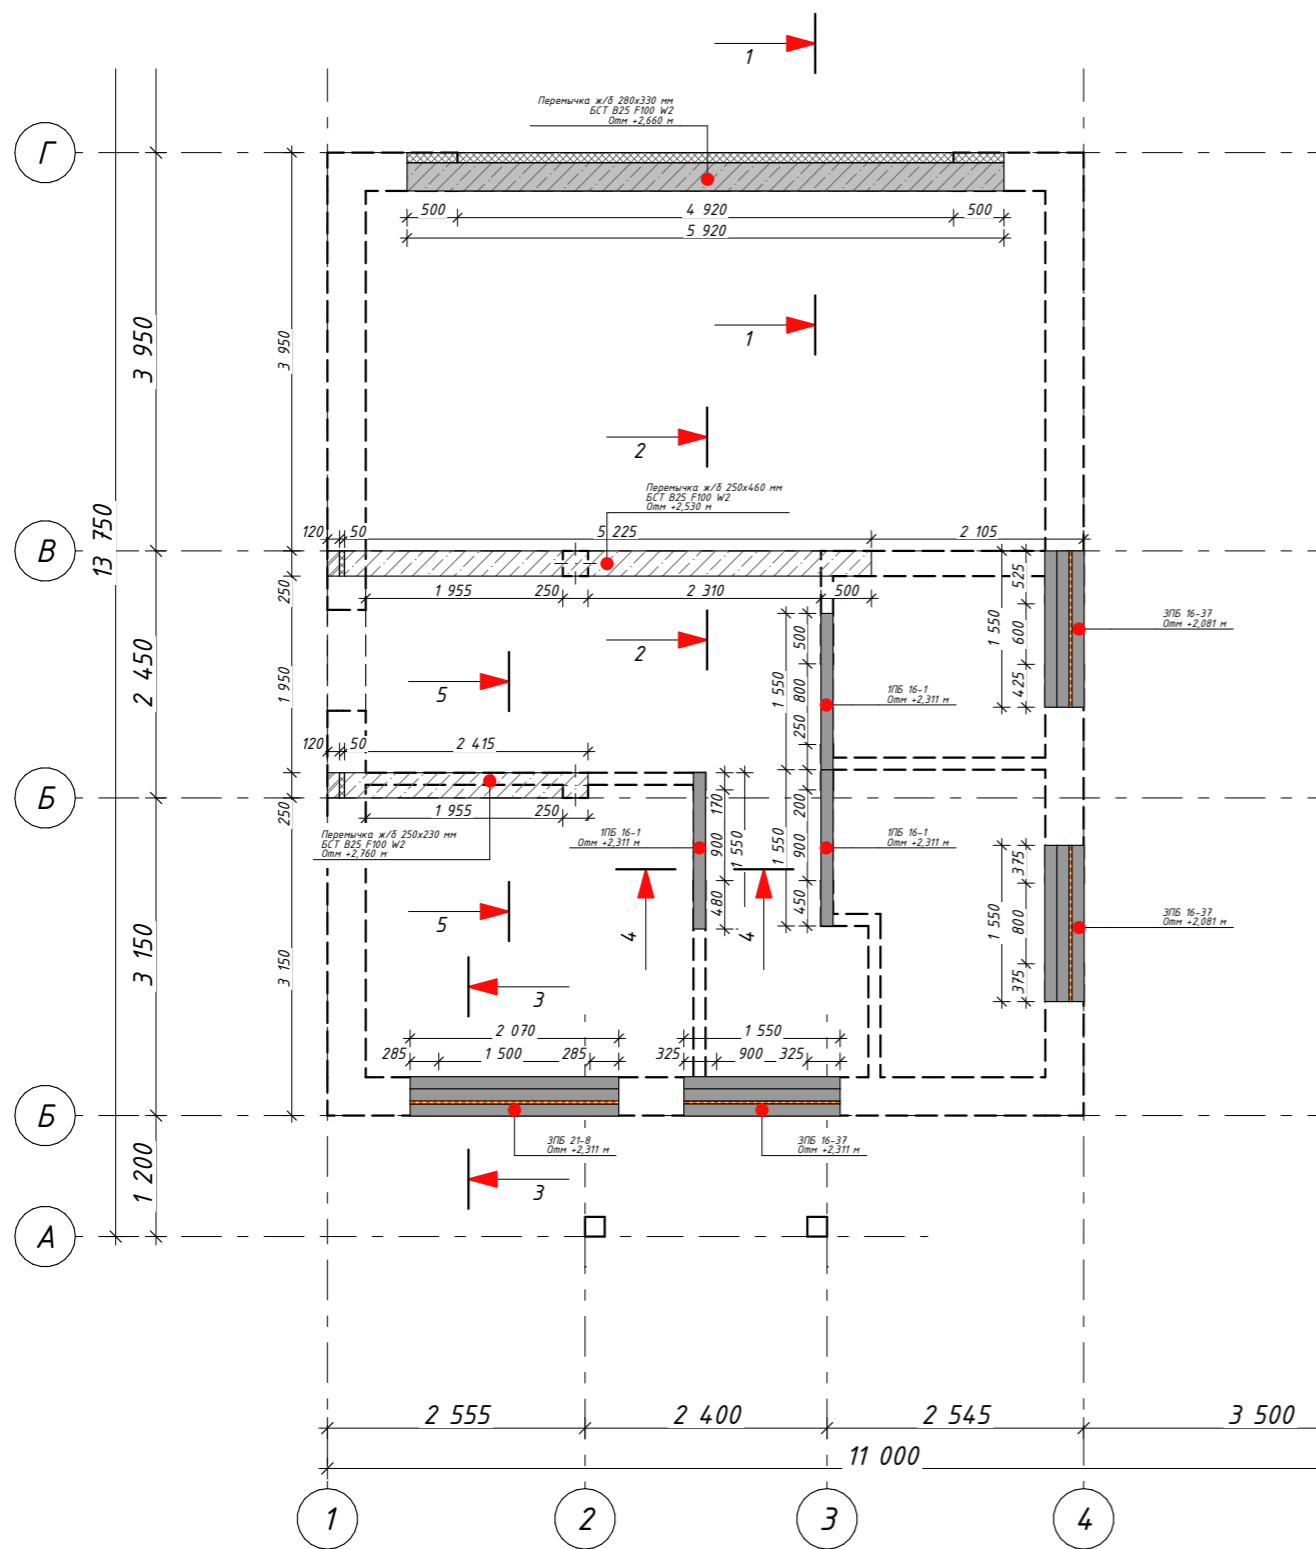 1
Перемычка ж/б 280х330 мм
БСТ В25 F100 W2
Отм +2,660 м
Г
500
4 920
500
5 920
3 950
3 950
1
2
Перемычка ж/б 250х460 мм
БСТ В25 F100 W2
Отм +2,530 м
13 750
120
50
5 225
2 105
В
250
1 955
250
2 310
500
525
1 550
600
425
3ПБ 16-37
Отм +2,081 м
2
5
2 450
1 950
500
1 550
800
250
1ПБ 16-1
Отм +2,311 м
120
50
2 415
Б
250
1 955
250
Перемычка ж/б 250х230 мм
БСТ В25 F100 W2
Отм +2,760 м
1ПБ 16-1
Отм +2,311 м
170
900
1 550
480
200
1 550
900
450
1ПБ 16-1
Отм +2,311 м
375
1 550
800
375
3ПБ 16-37
Отм +2,081 м
5
4
4
3 150
3 150
3
2 070
285
1 500
285
1 550
325
900
325
Б
3ПБ 21-8
Отм +2,311 м
3ПБ 16-37
Отм +2,311 м
1 200
3
А
2 555
2 400
2 545
3 500
11 000
1
2
3
4